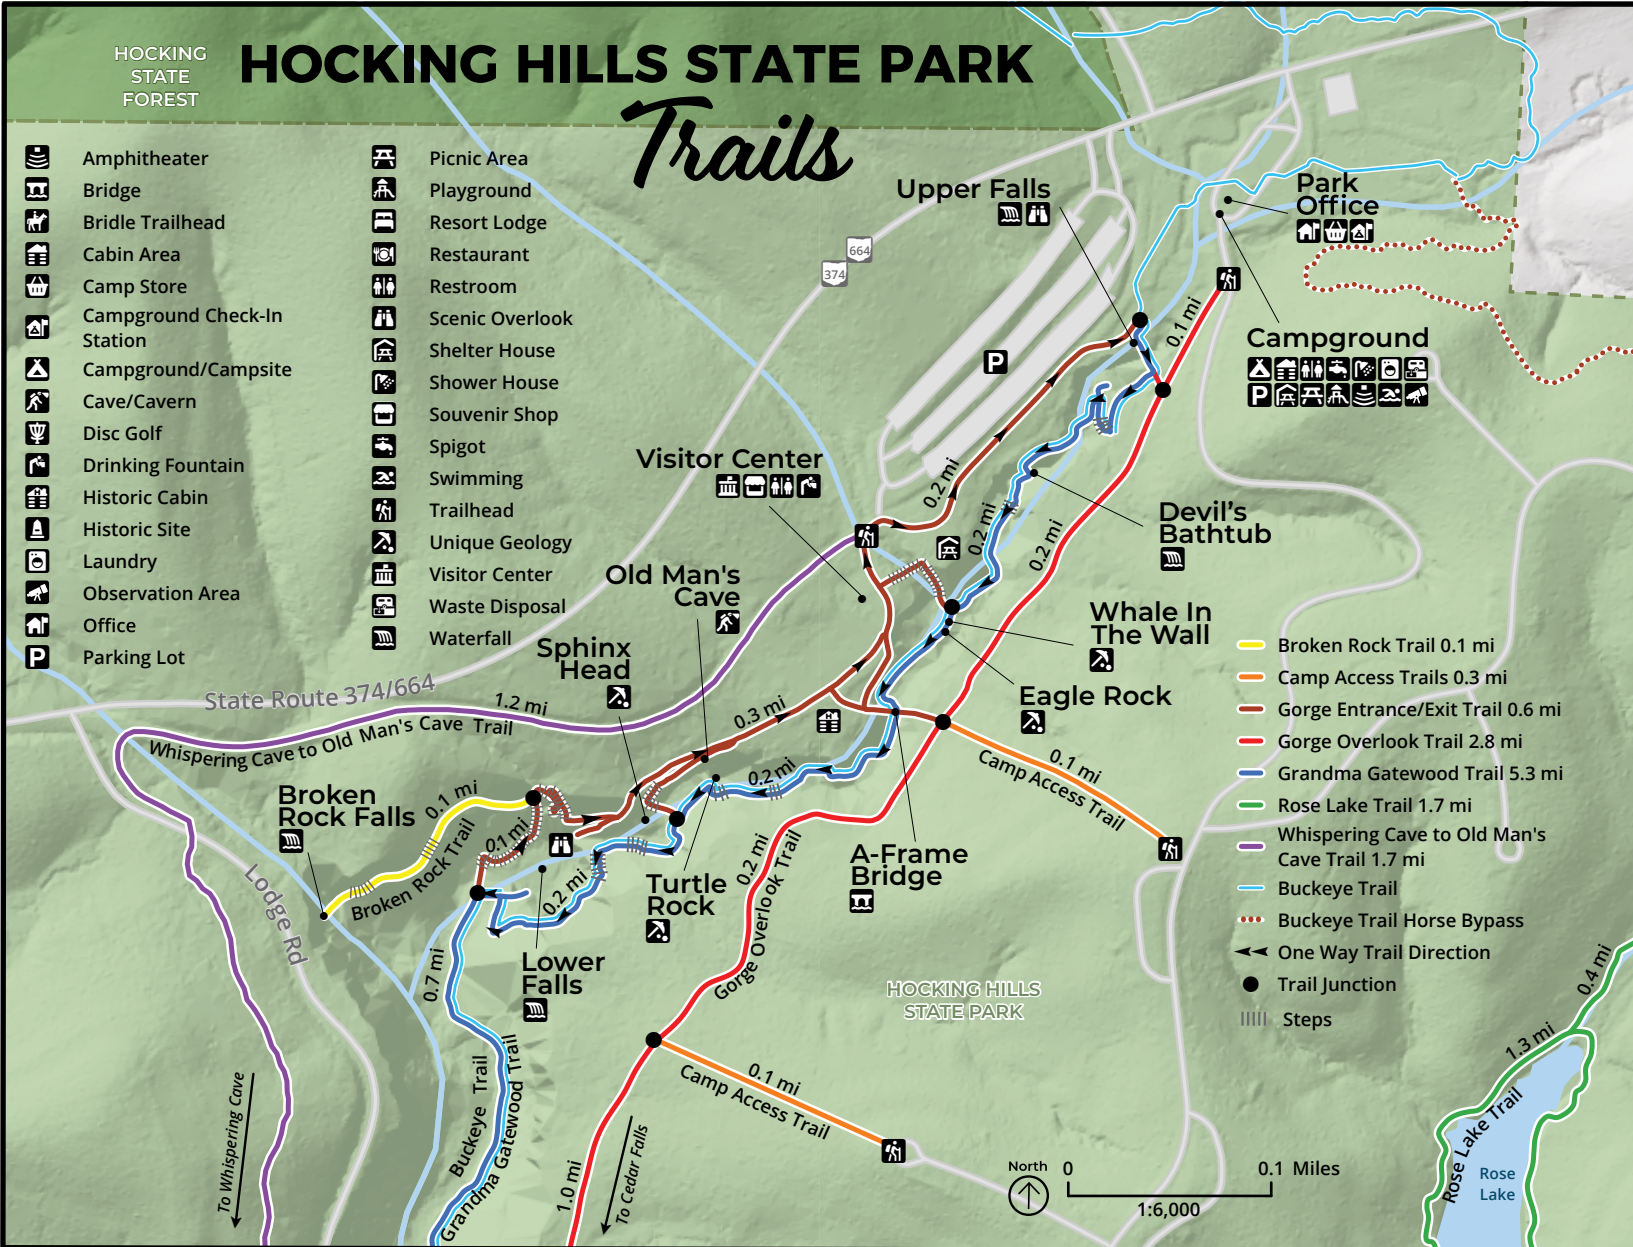 HOCKING
STATE
FOREST
HOCKING HILLS STATE PARK
Trails
Amphitheater
Bridge
Bridle Trailhead
Cabin Area
Camp Store
Campground Check-In
Station
Campground/Campsite
Cave/Cavern
Disc Golf
Drinking Fountain
Historic Cabin
Historic Site
Laundry
Observation Area
Office
P Parking Lot
Picnic Area
Playground
Resort Lodge
Restaurant
Restroom
Scenic Overlook
Shelter House
Shower House
Souvenir Shop
Spigot
Swimming
Trailhead
Unique Geology
Visitor Center
Waste Disposal
Waterfall
Upper Falls
Park
Office
664
374
0.1 mi
Campground
P
P
Visitor Center
0.2 mi
0.2 mi
0.2 mi
Devil's
Bathtub
Old Man's
Cave
Whale In
The Wall
Sphinx
Head
Eagle Rock
State Route 374/664
1.2 mi
Whispering Cave to Old Man's Cave Trail
0.3 mi
0.2 mi
0.1 mi
Camp Access Trail
Broken
Rock Falls
0.1 mi
0.1 mi
Broken Rock Trail
Lodge Rd
0.2 mi
Turtle
Rock
0.2 mi
Gorge Overlook Trail
A-Frame
Bridge
Lower
Falls
0.7 mi
HOCKING HILLS
STATE PARK
Buckeye Trail
Grandma Gatewood Trail
0.1 mi
Camp Access Trail
To Whispering Cave
1.0 mi
To Cedar Falls
Broken Rock Trail 0.1 mi
Camp Access Trails 0.3 mi
Gorge Entrance/Exit Trail 0.6 mi
Gorge Overlook Trail 2.8 mi
Grandma Gatewood Trail 5.3 mi
Rose Lake Trail 1.7 mi
Whispering Cave to Old Man's
Cave Trail 1.7 mi
Buckeye Trail
Buckeye Trail Horse Bypass
One Way Trail Direction
Trail Junction
Steps
0.4 mi
1.3 mi
Rose Lake Trail
Rose
Lake
North
0 0.1 Miles
1:6,000